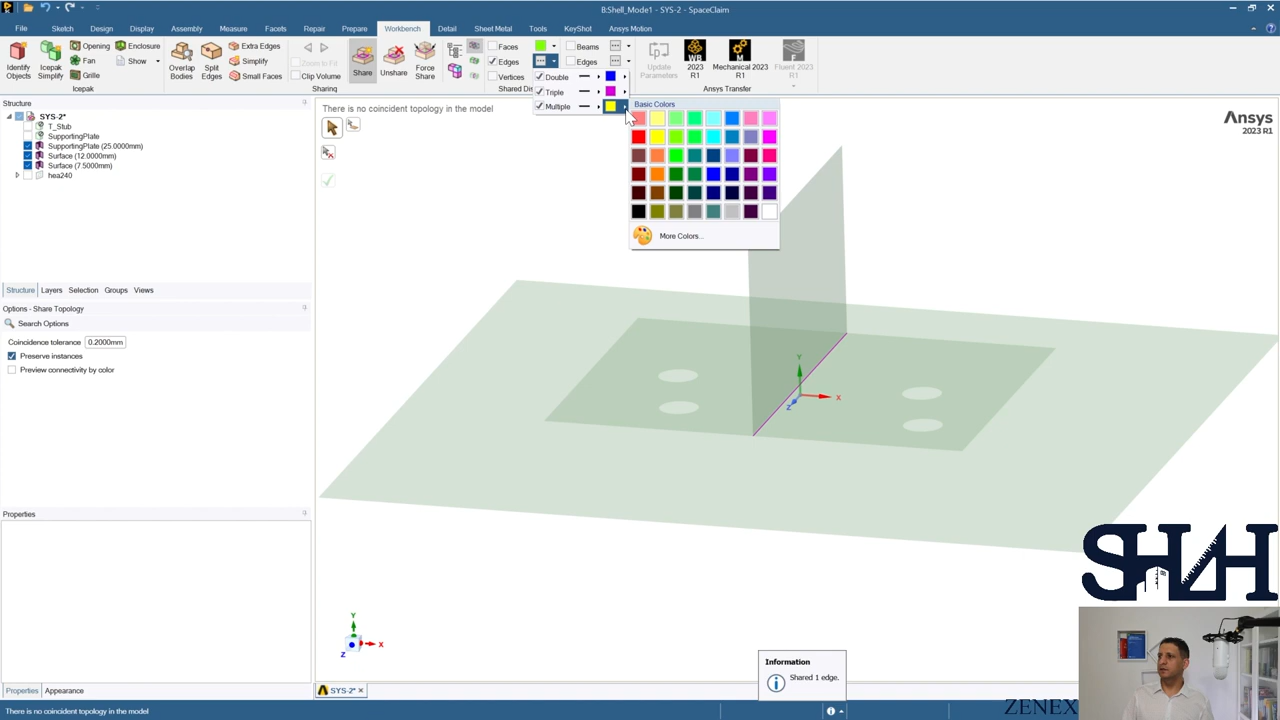 B:Shell_Mode1 - SYS-2 - SpaceClaim
File Sketch Display Design Assembly Measure Facets Repair Prepare Workbench Detail Sheet Metal Tools KeyShot Ansys Motion
Identify Objects
Icepak Simplify
Opening
Fan
Grille
Enclosure
Show
Icepak
Overlap Bodies
Split Edges
Extra Edges
Simplify
Small Faces
Zoom to Fit
Clip Volume
Share
Unshare
Force Share
Sharing
Faces
Edges
Vertices
Shared Dis
Beams
Edges
Double
Triple
Multiple
Update Parameters
2023 R1
Mechanical 2023 R1
Fluent 2023 R1
Ansys Transfer
Basic Colors
More Colors...
Structure
SYS-2*
T_Stub
SupportingPlate
SupportingPlate (25.0000mm)
Surface (12.0000mm)
Surface (7.5000mm)
hea240
Structure Layers Selection Groups Views
Options - Share Topology
Search Options
Coincidence tolerance 0.2000mm
Preserve instances
Preview connectivity by color
Properties
Properties Appearance
There is no coincident topology in the model
Ansys
2023 R1
Y
X
Z
Y
X
Z
Information
Shared 1 edge.
SYS-2*
There is no coincident topology in the model
SHZH
ZENEX